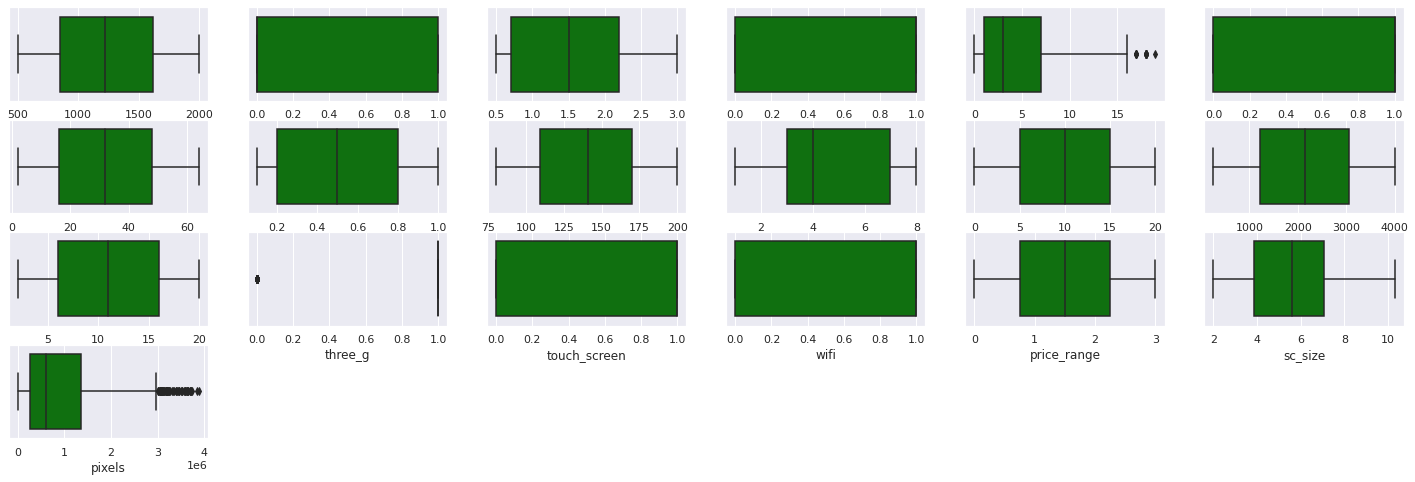 500 1000 1500 2000 0.0 0.2 0.4 0.6 0.8 1.0 0.5 1.0 1.5 2.0 2.5 3.0 0.0 0.2 0.4 0.6 0.8 1.0 0 5 10 15 0.0 0.2 0.4 0.6 0.8 1.0
0 20 40 60 0.2 0.4 0.6 0.8 1.0 75 100 125 150 175 200 2 4 6 8 0 5 10 15 20 1000 2000 3000 4000
5 10 15 20 0.0 0.2 0.4 0.6 0.8 1.0 0.0 0.2 0.4 0.6 0.8 1.0 0.0 0.2 0.4 0.6 0.8 1.0 0 1 2 3 2 4 6 8 10
three_g touch_screen wifi price_range sc_size
0 1 2 3 4
1e6
pixels